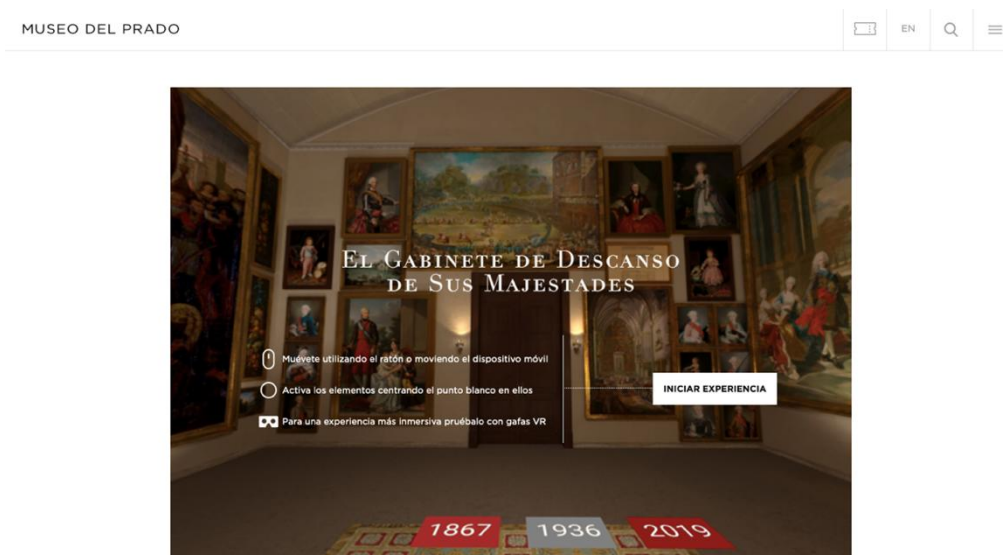 MUSEO DEL PRADO
EN
EL GABINETE DE DESCANSO
DE SUS MAJESTADES
Muévete utilizando el ratón o moviendo el dispositivo móvil
Activa los elementos centrando el punto blanco en ellos
Para una experiencia más inmersiva pruébalo con gafas VR
INICIAR EXPERIENCIA
1867
1936
2019